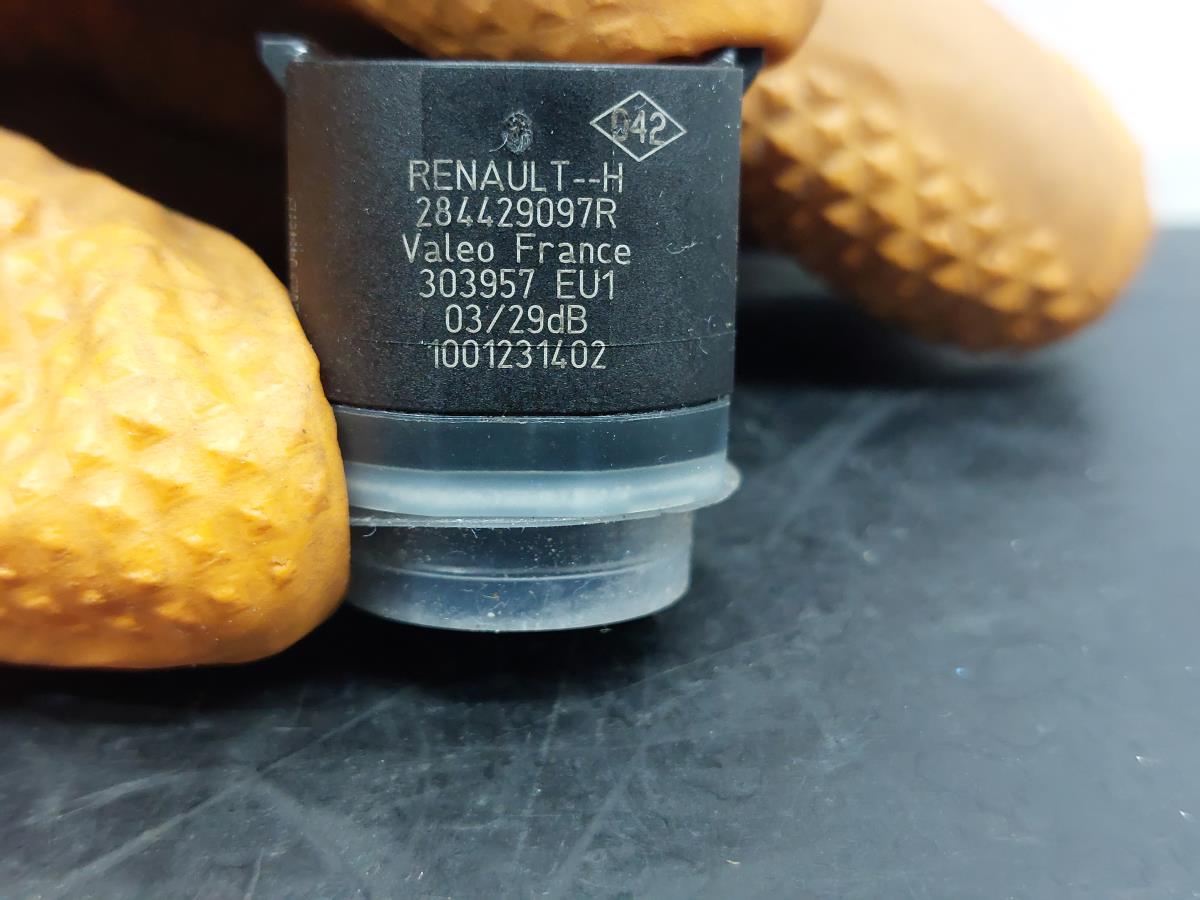 042
RENAULT--H
284429097R
Valeo France
303957 EU1
03/29dB
1001231402